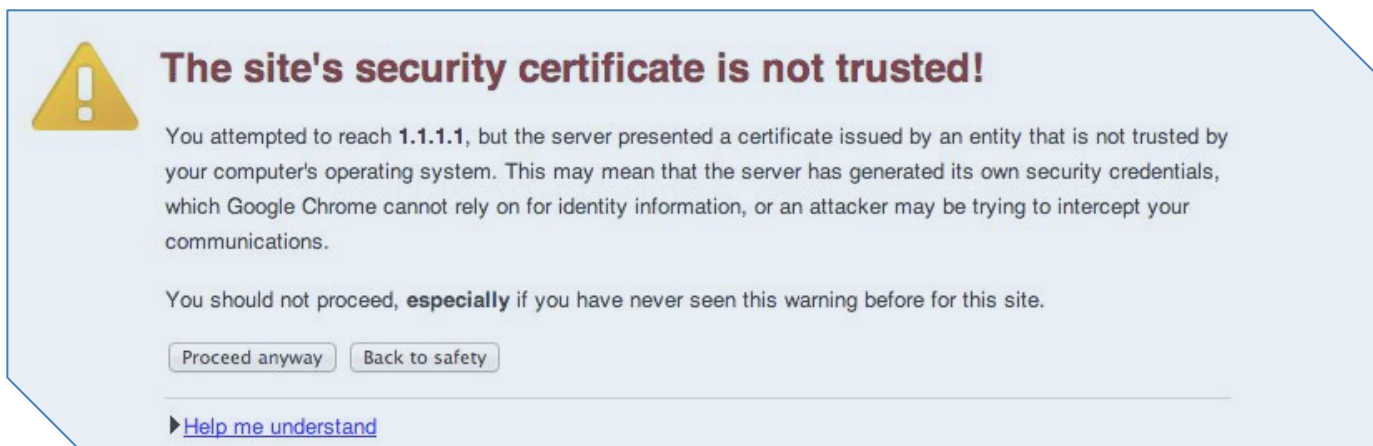 The site's security certificate is not trusted!
You attempted to reach 1.1.1.1, but the server presented a certificate issued by an entity that is not trusted by
your computer's operating system. This may mean that the server has generated its own security credentials,
which Google Chrome cannot rely on for identity information, or an attacker may be trying to intercept your
communications.
You should not proceed, especially if you have never seen this warning before for this site.
Proceed anyway Back to safety
Help me understand